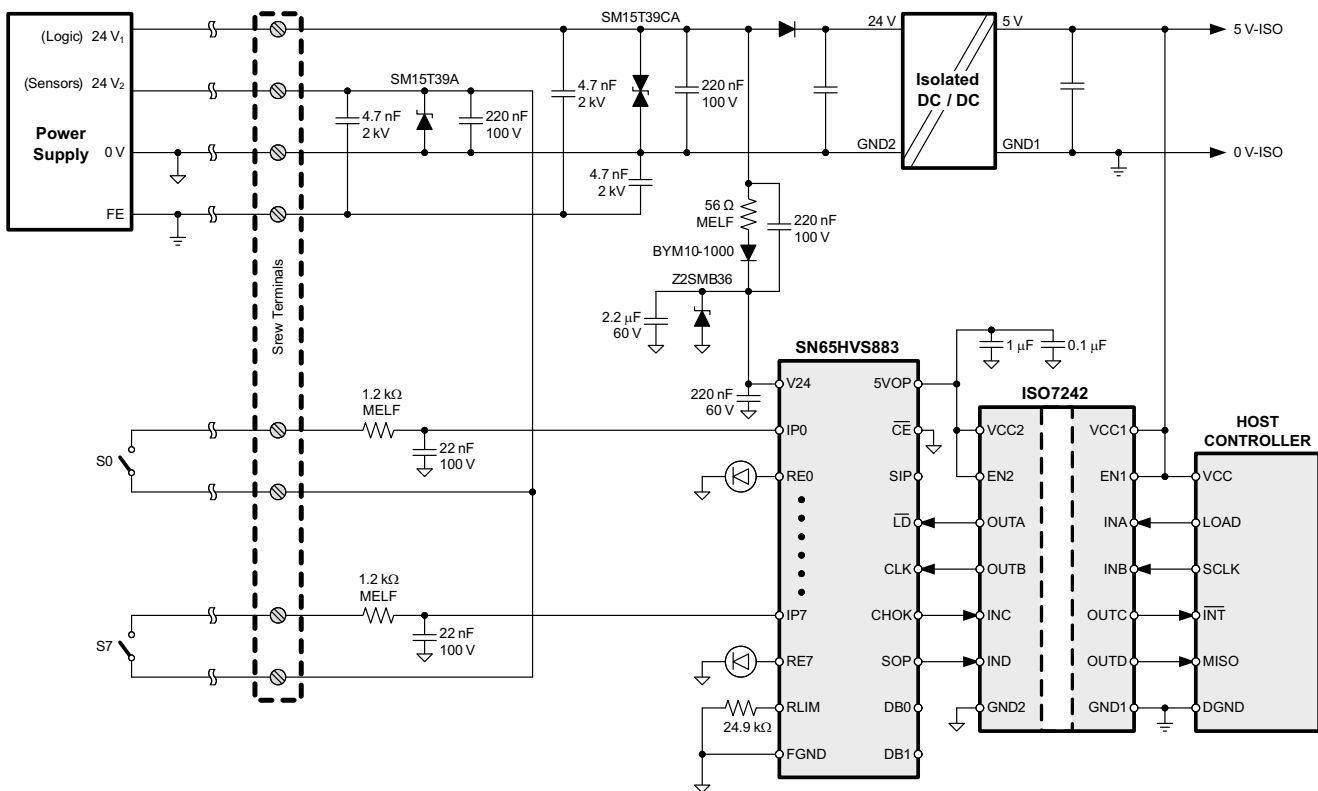 SM15T39CA
(Logic) 24 V1
24 V
5 V
5 V-ISO
(Sensors) 24 V2
SM15T39A
4.7 nF
2 kV
220 nF
100 V
4.7 nF
2 kV
220 nF
100 V
Isolated
DC / DC
Power
Supply
0 V
GND2
GND1
0 V-ISO
4.7 nF
2 kV
FE
56 Ω
MELF
220 nF
100 V
BYM10-1000
Z2SMB36
2.2 μF
60 V
Srew Terminals
1 μF
0.1 μF
SN65HVS883
ISO7242
HOST
CONTROLLER
220 nF
60 V
V24
5VOP
1.2 kΩ
MELF
22 nF
100 V
S0
IP0
CE
VCC2
VCC1
RE0
SIP
EN2
EN1
VCC
LD
OUTA
INA
LOAD
CLK
OUTB
INB
SCLK
1.2 kΩ
MELF
22 nF
100 V
S7
IP7
CHOK
INC
OUTC
INT
RE7
SOP
IND
OUTD
MISO
24.9 kΩ
RLIM
DB0
GND2
GND1
DGND
FGND
DB1